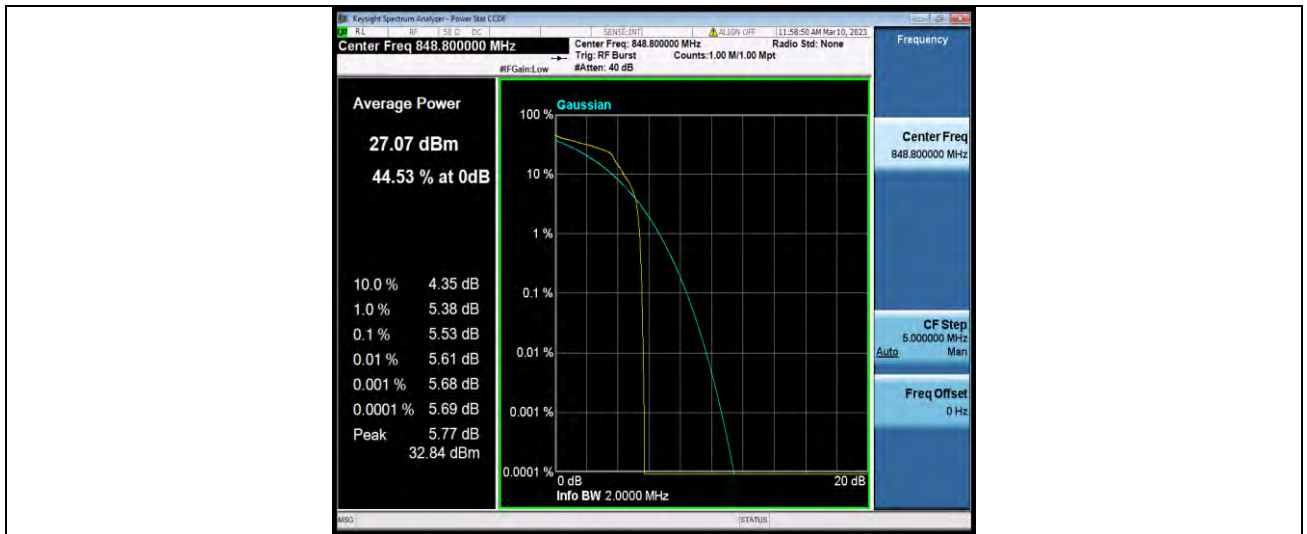 Keysight Spectrum Analyzer - Power Stat CCDF
RL RF 50 Ω DC SENSE:INT ALIGN OFF 11:58:50 AM Mar 10, 2023
Center Freq 848.800000 MHz
Center Freq: 848.800000 MHz Radio Std: None
Trig: RF Burst Counts:1.00 M/1.00 Mpt
#IFGain:Low #Atten: 40 dB
Frequency
Average Power
27.07 dBm
44.53 % at 0dB
10.0 % 4.35 dB
1.0 % 5.38 dB
0.1 % 5.53 dB
0.01 % 5.61 dB
0.001 % 5.68 dB
0.0001 % 5.69 dB
Peak 5.77 dB
32.84 dBm
Gaussian
100 %
10 %
1 %
0.1 %
0.01 %
0.001 %
0.0001 %
0 dB 20 dB
Info BW 2.0000 MHz
Center Freq
848.800000 MHz
CF Step
5.000000 MHz
Auto Man
Freq Offset
0 Hz
MSG STATUS